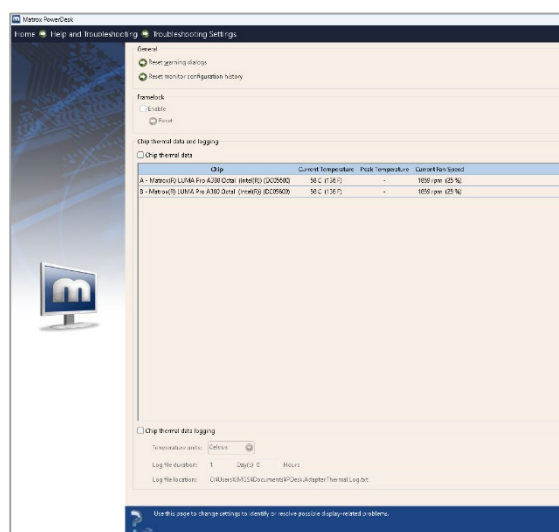 Matrox PowerDesk
Home Help and Troubleshooting Troubleshooting Settings
General
Reset warning dialogs
Reset monitor configuration history
Framelock
Enable
Reset
Chip thermal data and logging
Chip thermal data
Chip Current Temperature Peak Temperature Current Fan Speed
A - Matrox(R) LUMA Pro A380 Octal (Intel(R)) 58 C (136 F) - 1059 rpm (25 %)
B - Matrox(R) LUMA Pro A380 Octal (Intel(R)) 58 C (136 F) - 1059 rpm (25 %)
Chip thermal data logging
Temperature units: Celsius
Log file duration: 1 Day(s) 0 Hours
Log file location:
Use this page to change settings to identify or resolve possible display-related problems.